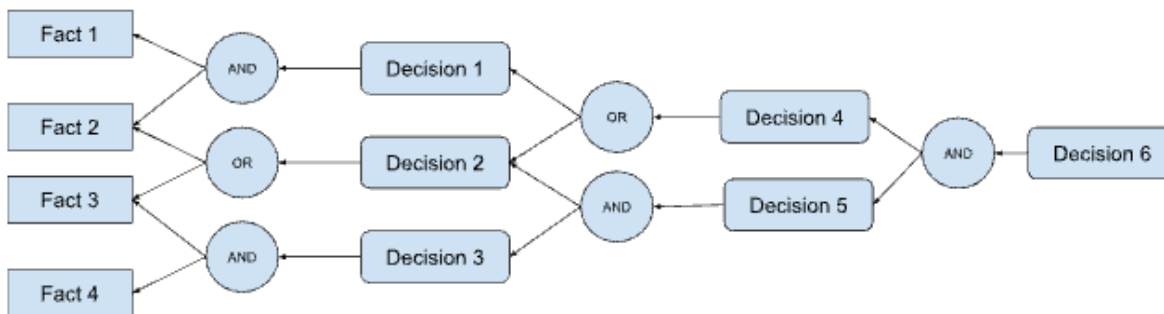 Fact 1
AND
Decision 1
Fact 2
OR
Decision 4
OR
Decision 2
AND
Decision 6
Fact 3
AND
Decision 5
AND
Decision 3
Fact 4